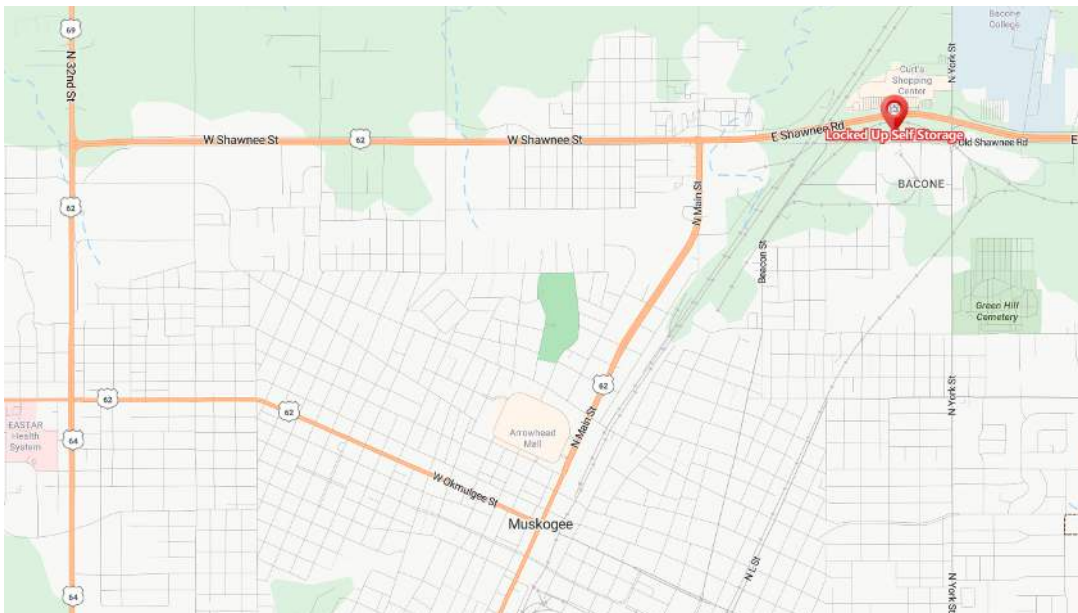 69
N 32nd St
Bacone
College
N York St
Curt's
Shopping
Center
E Shawnee Rd
Locked Up Self Storage
W Shawnee St
62
W Shawnee St
Old Shawnee Rd
E
BACONE
62
N Main St
Beacon St
Green Hill
Cemetery
62
62
62
N York St
EASTAR
Health
System
64
Arrowhead
Mall
N Main St
W Okmulgee St
Muskogee
N L St
64
N York St